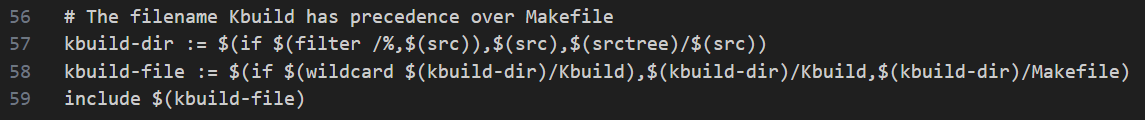 56 # The filename Kbuild has precedence over Makefile
57 kbuild-dir := $(if $(filter /%,$(src)),$(src),$(srctree)/$(src))
58 kbuild-file := $(if $(wildcard $(kbuild-dir)/Kbuild),$(kbuild-dir)/Kbuild,$(kbuild-dir)/Makefile)
59 include $(kbuild-file)